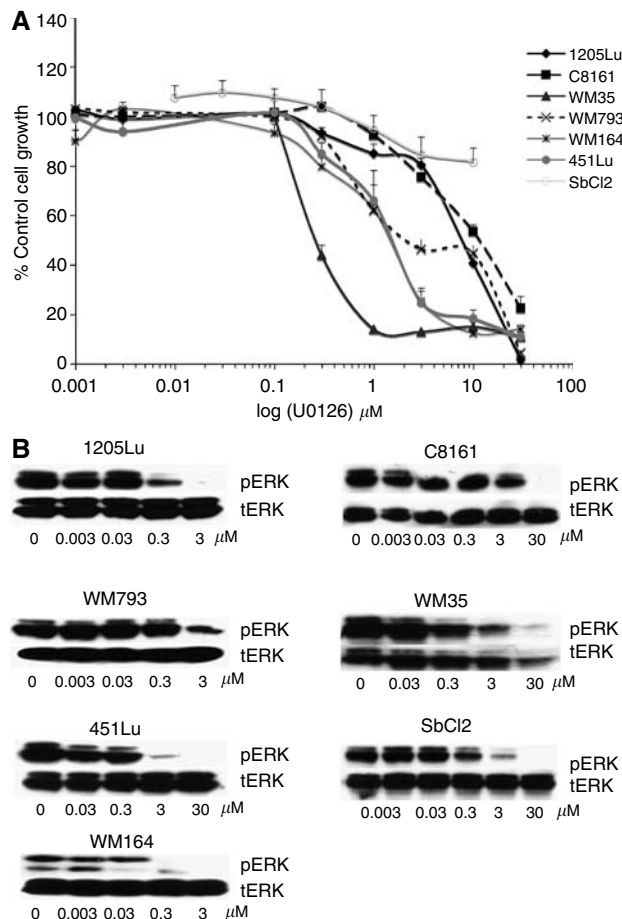 A
% Control cell growth
140
120
100
80
60
40
20
0
0.001
0.01
0.1
1
10
100
log (U0126) μM
1205Lu
C8161
WM35
WM793
WM164
451Lu
SbCl2
B
1205Lu
pERK
tERK
0 0.003 0.03 0.3 3 μM
C8161
pERK
tERK
0 0.003 0.03 0.3 3 30 μM
WM793
pERK
tERK
0 0.003 0.03 0.3 3 μM
WM35
pERK
tERK
0 0.03 0.3 3 30 μM
451Lu
pERK
tERK
0 0.03 0.3 3 30 μM
SbCl2
pERK
tERK
0.003 0.03 0.3 3 30 μM
WM164
pERK
tERK
0 0.003 0.03 0.3 3 μM